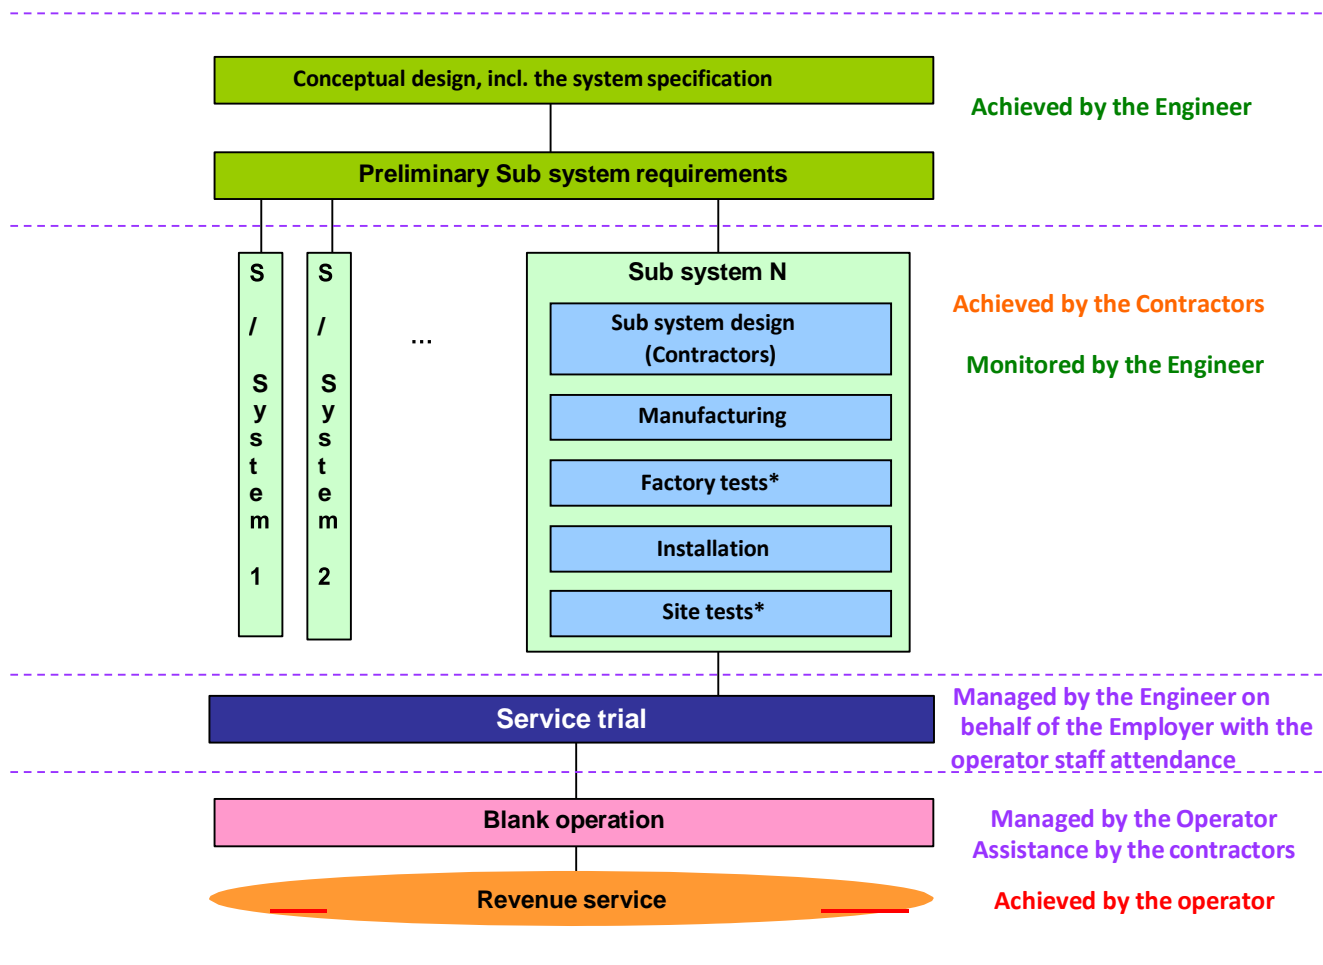 Conceptual design, incl. the system specification
Achieved by the Engineer
Preliminary Sub system requirements
S / System 1
S / System 2
...
Sub system N
Sub system design
(Contractors)
Manufacturing
Factory tests*
Installation
Site tests*
Achieved by the Contractors
Monitored by the Engineer
Service trial
Managed by the Engineer on
behalf of the Employer with the
operator staff attendance
Blank operation
Managed by the Operator
Assistance by the contractors
Revenue service
Achieved by the operator